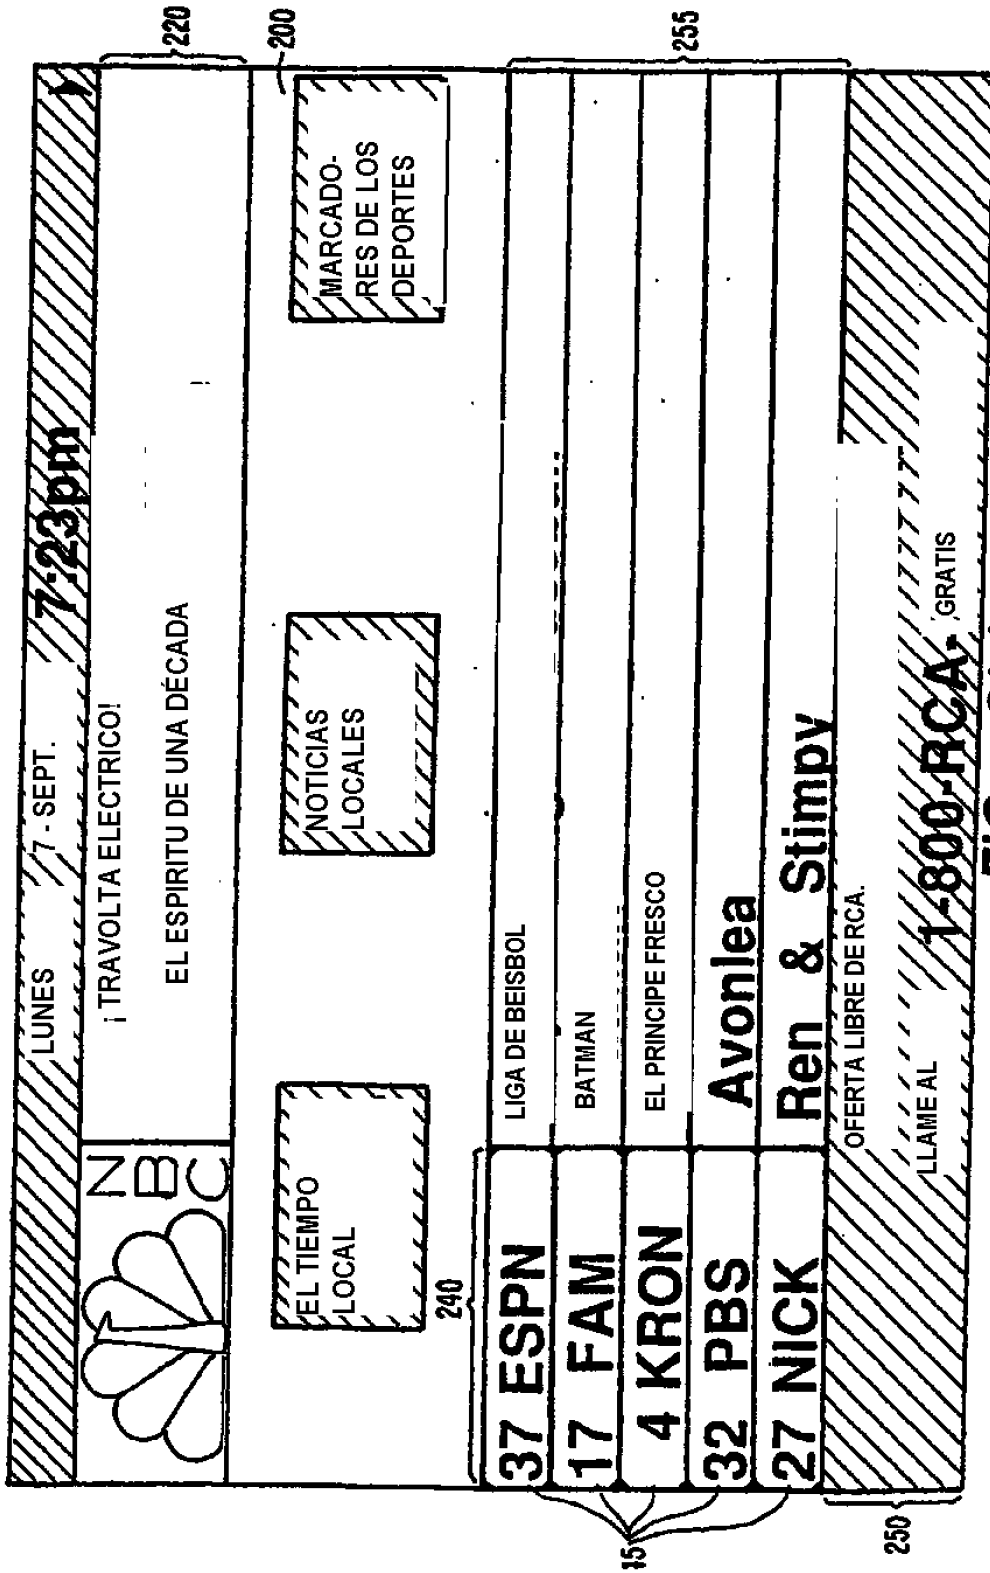 LUNES 7 - SEPT. 7:23pm
220
NBC
¡ TRAVOLTA ELECTRICO!
EL ESPIRITU DE UNA DÉCADA
200
EL TIEMPO
LOCAL
NOTICIAS
LOCALES
MARCADO-
RES DE LOS
DEPORTES
240
255
37 ESPN LIGA DE BEISBOL
17 FAM BATMAN
4 KRON EL PRINCIPE FRESCO
32 PBS Avonlea
27 NICK Ren & Stimpy
15
OFERTA LIBRE DE RCA.
LLAME AL 1-800-RCA- GRATIS
250